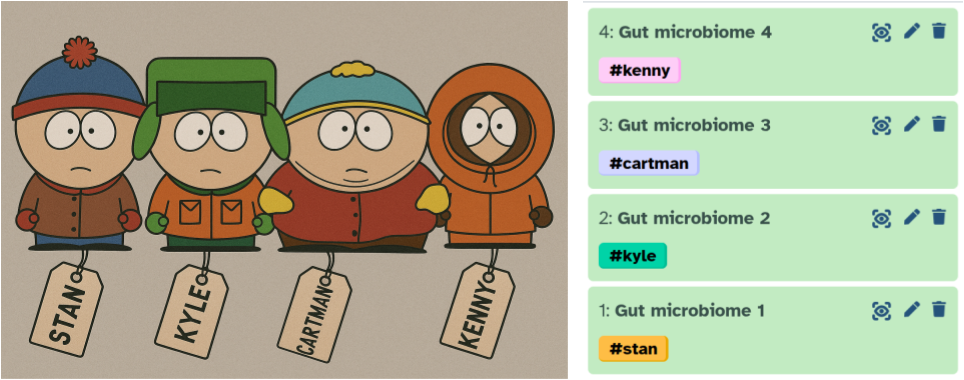 STAN
KYLE
CARTMAN
KENNY
4: Gut microbiome 4
#kenny
3: Gut microbiome 3
#cartman
2: Gut microbiome 2
#kyle
1: Gut microbiome 1
#stan